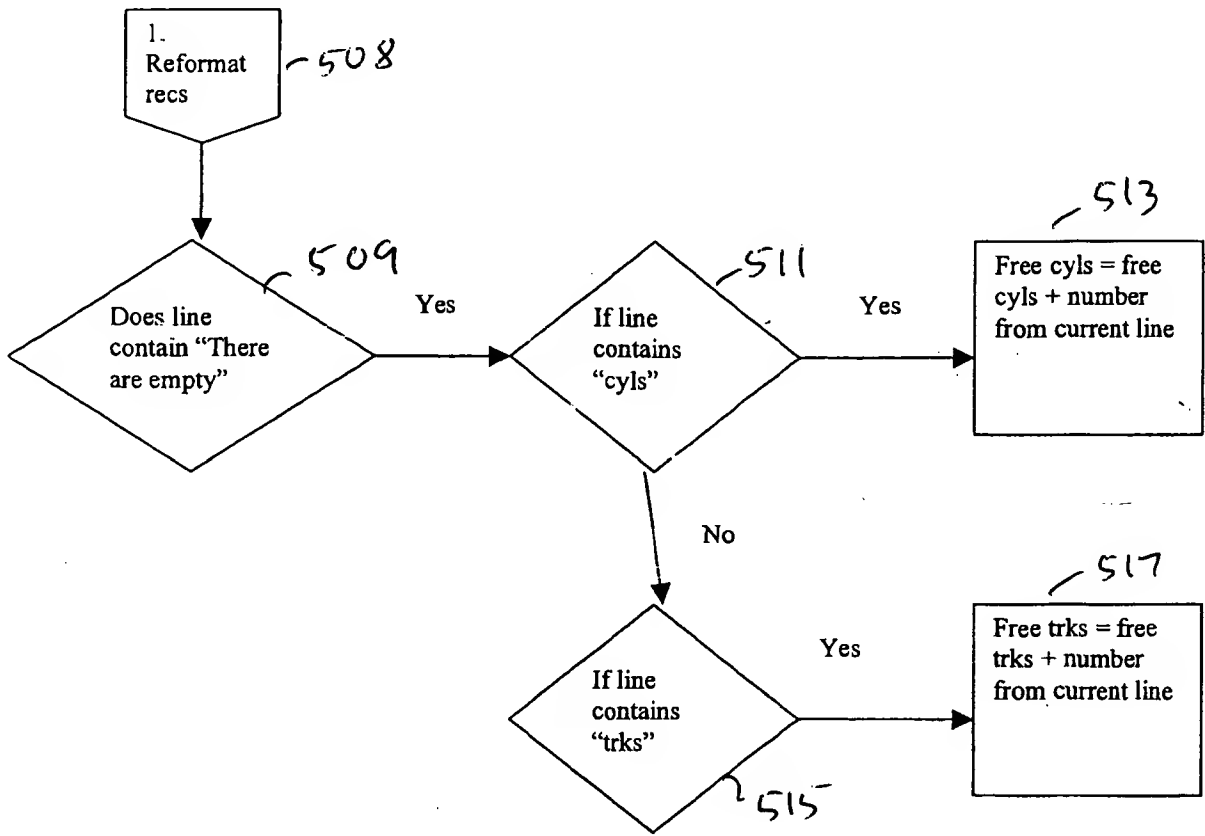 1.
Reformat
recs
508
509
Does line
contain “There
are empty”
Yes
511
If line
contains
“cyls”
Yes
513
Free cyls = free
cyls + number
from current line
No
515
If line
contains
“trks”
Yes
517
Free trks = free
trks + number
from current line